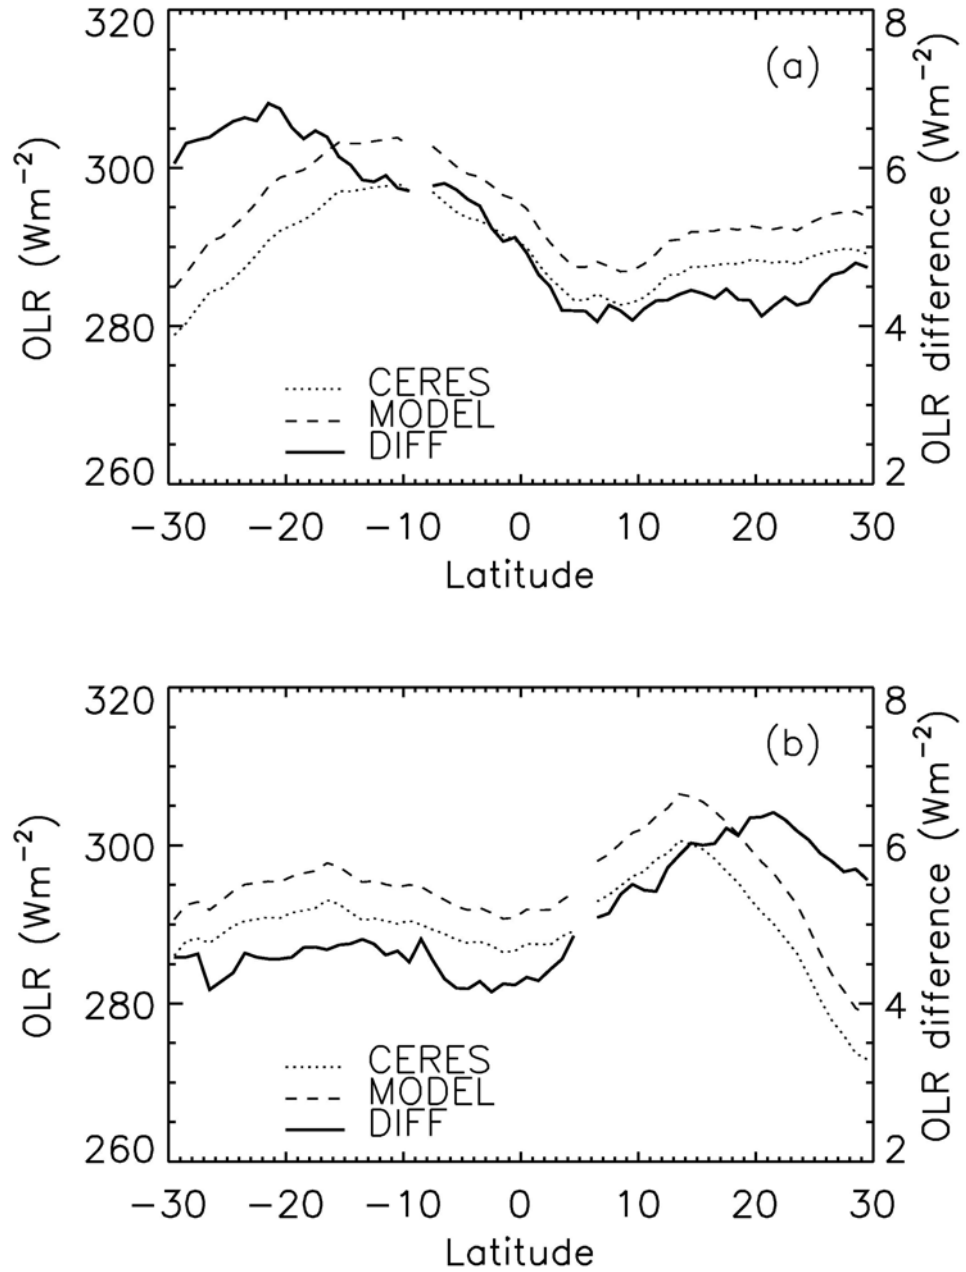 320
300
280
260
OLR (Wm⁻²)
(a)
8
6
4
2
OLR difference (Wm⁻²)
CERES
MODEL
DIFF
−30 −20 −10 0 10 20 30
Latitude
320
300
280
260
OLR (Wm⁻²)
(b)
8
6
4
2
OLR difference (Wm⁻²)
CERES
MODEL
DIFF
−30 −20 −10 0 10 20 30
Latitude